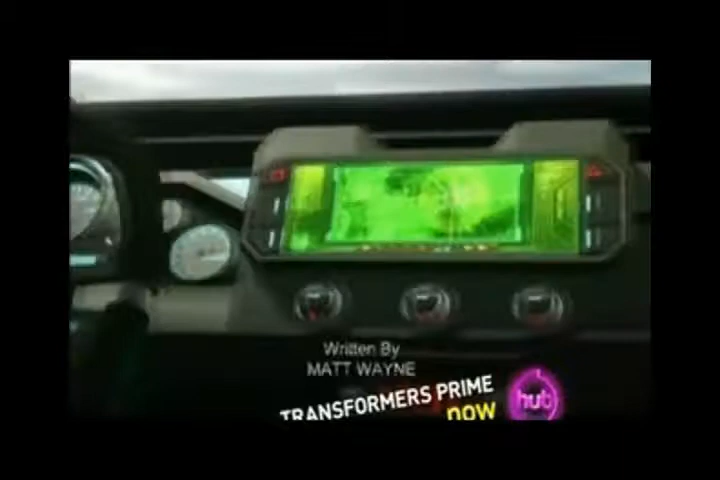 Written By
MATT WAYNE
TRANSFORMERS PRIME
now
hub